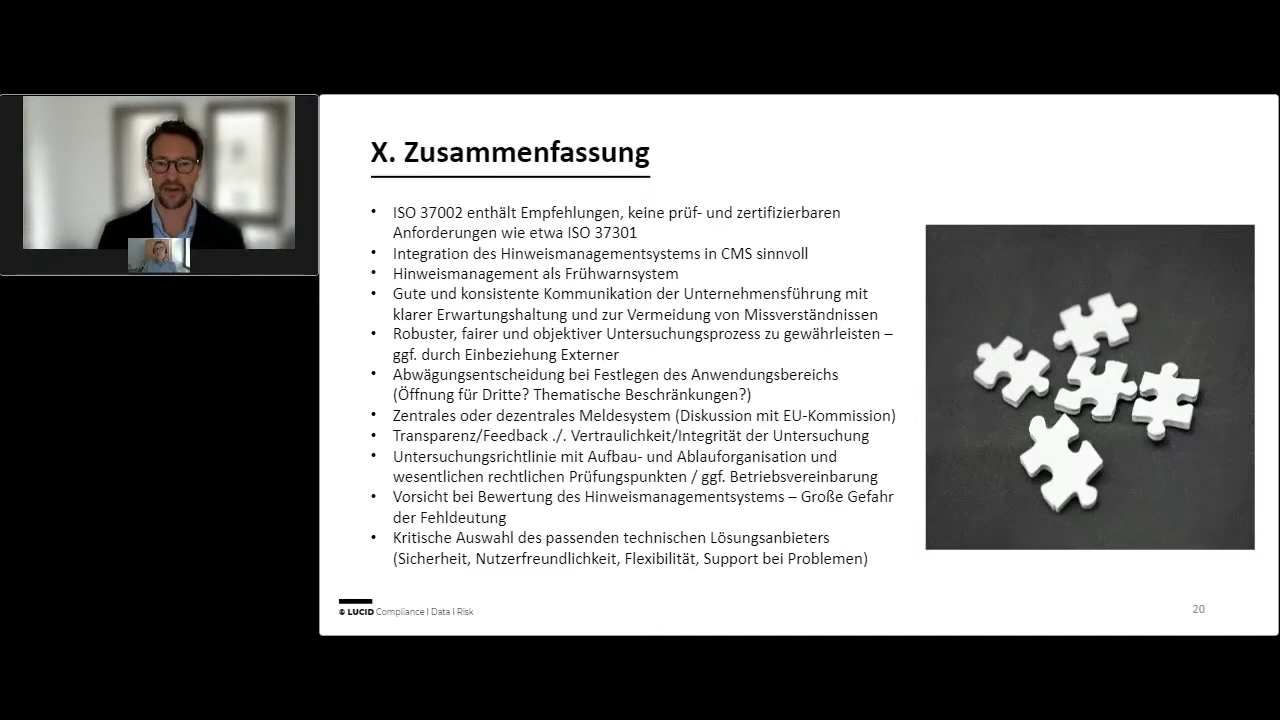 X. Zusammenfassung
• ISO 37002 enthält Empfehlungen, keine prüf- und zertifizierbaren
Anforderungen wie etwa ISO 37301
• Integration des Hinweismanagementsystems in CMS sinnvoll
• Hinweismanagement als Frühwarnsystem
• Gute und konsistente Kommunikation der Unternehmensführung mit
klarer Erwartungshaltung und zur Vermeidung von Missverständnissen
• Robuster, fairer und objektiver Untersuchungsprozess zu gewährleisten –
ggf. durch Einbeziehung Externer
• Abwägungsentscheidung bei Festlegen des Anwendungsbereichs
(Öffnung für Dritte? Thematische Beschränkungen?)
• Zentrales oder dezentrales Meldesystem (Diskussion mit EU-Kommission)
• Transparenz/Feedback ./. Vertraulichkeit/Integrität der Untersuchung
• Untersuchungsrichtlinie mit Aufbau- und Ablauforganisation und
wesentlichen rechtlichen Prüfungspunkten / ggf. Betriebsvereinbarung
• Vorsicht bei Bewertung des Hinweismanagementsystems – Große Gefahr
der Fehldeutung
• Kritische Auswahl des passenden technischen Lösungsanbieters
(Sicherheit, Nutzerfreundlichkeit, Flexibilität, Support bei Problemen)
© LUCID Compliance I Data I Risk
20